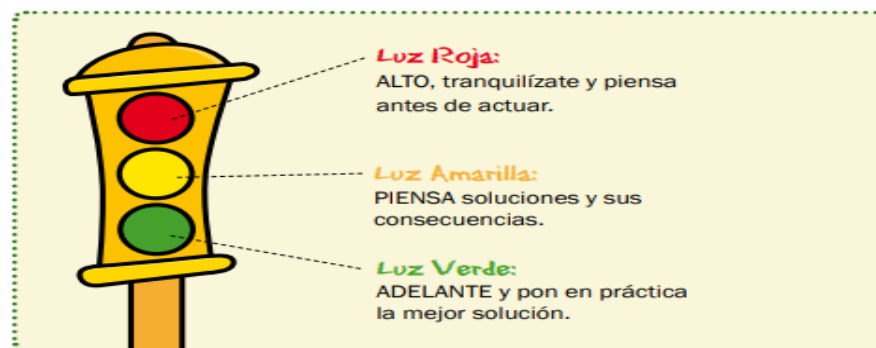 Luz Roja:
ALTO, tranquilízate y piensa
antes de actuar.
Luz Amarilla:
PIENSA soluciones y sus
consecuencias.
Luz Verde:
ADELANTE y pon en práctica
la mejor solución.